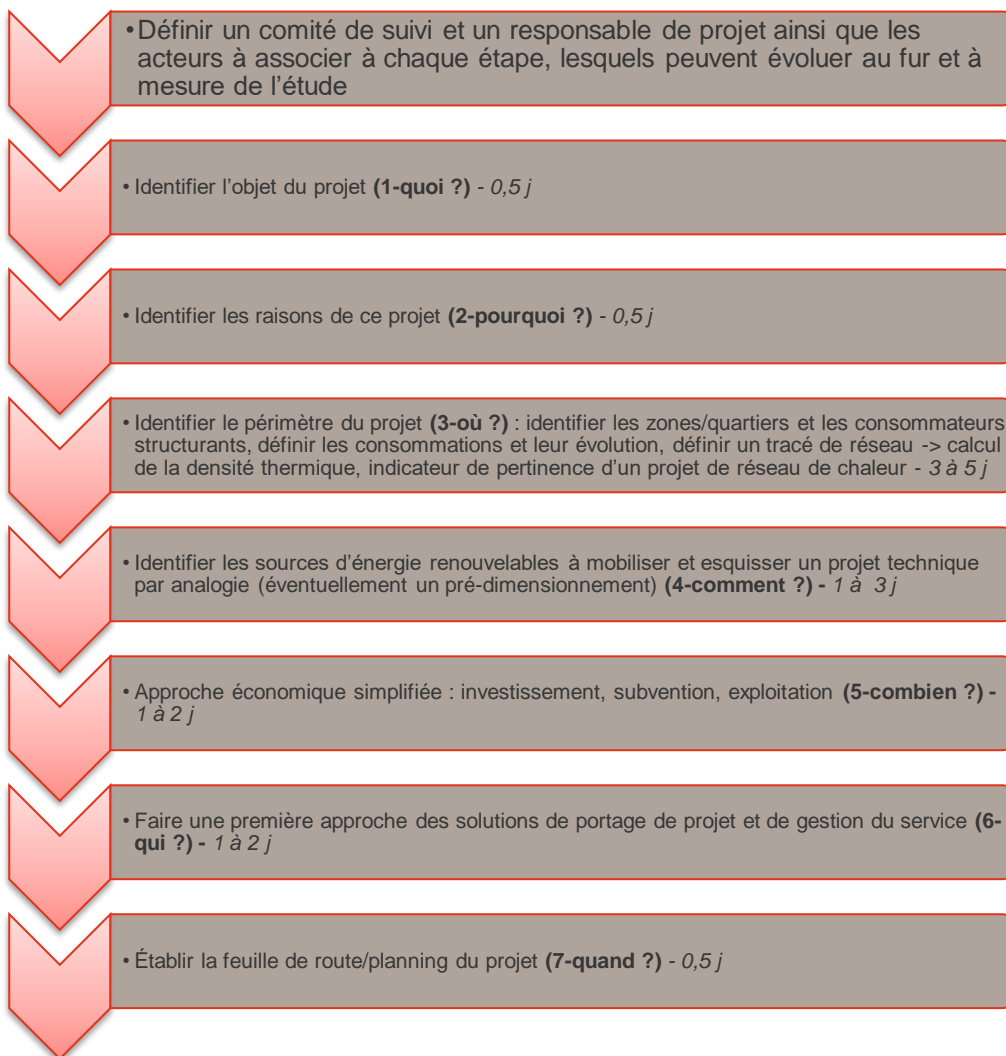 •Définir un comité de suivi et un responsable de projet ainsi que les
acteurs à associer à chaque étape, lesquels peuvent évoluer au fur et à
mesure de l’étude
• Identifier l’objet du projet (1-quoi ?) - 0,5 j
• Identifier les raisons de ce projet (2-pourquoi ?) - 0,5 j
• Identifier le périmètre du projet (3-où ?) : identifier les zones/quartiers et les consommateurs
structurants, définir les consommations et leur évolution, définir un tracé de réseau -> calcul
de la densité thermique, indicateur de pertinence d’un projet de réseau de chaleur - 3 à 5 j
• Identifier les sources d’énergie renouvelables à mobiliser et esquisser un projet technique
par analogie (éventuellement un pré-dimensionnement) (4-comment ?) - 1 à 3 j
• Approche économique simplifiée : investissement, subvention, exploitation (5-combien ?) -
1 à 2 j
• Faire une première approche des solutions de portage de projet et de gestion du service (6-
qui ?) - 1 à 2 j
• Établir la feuille de route/planning du projet (7-quand ?) - 0,5 j